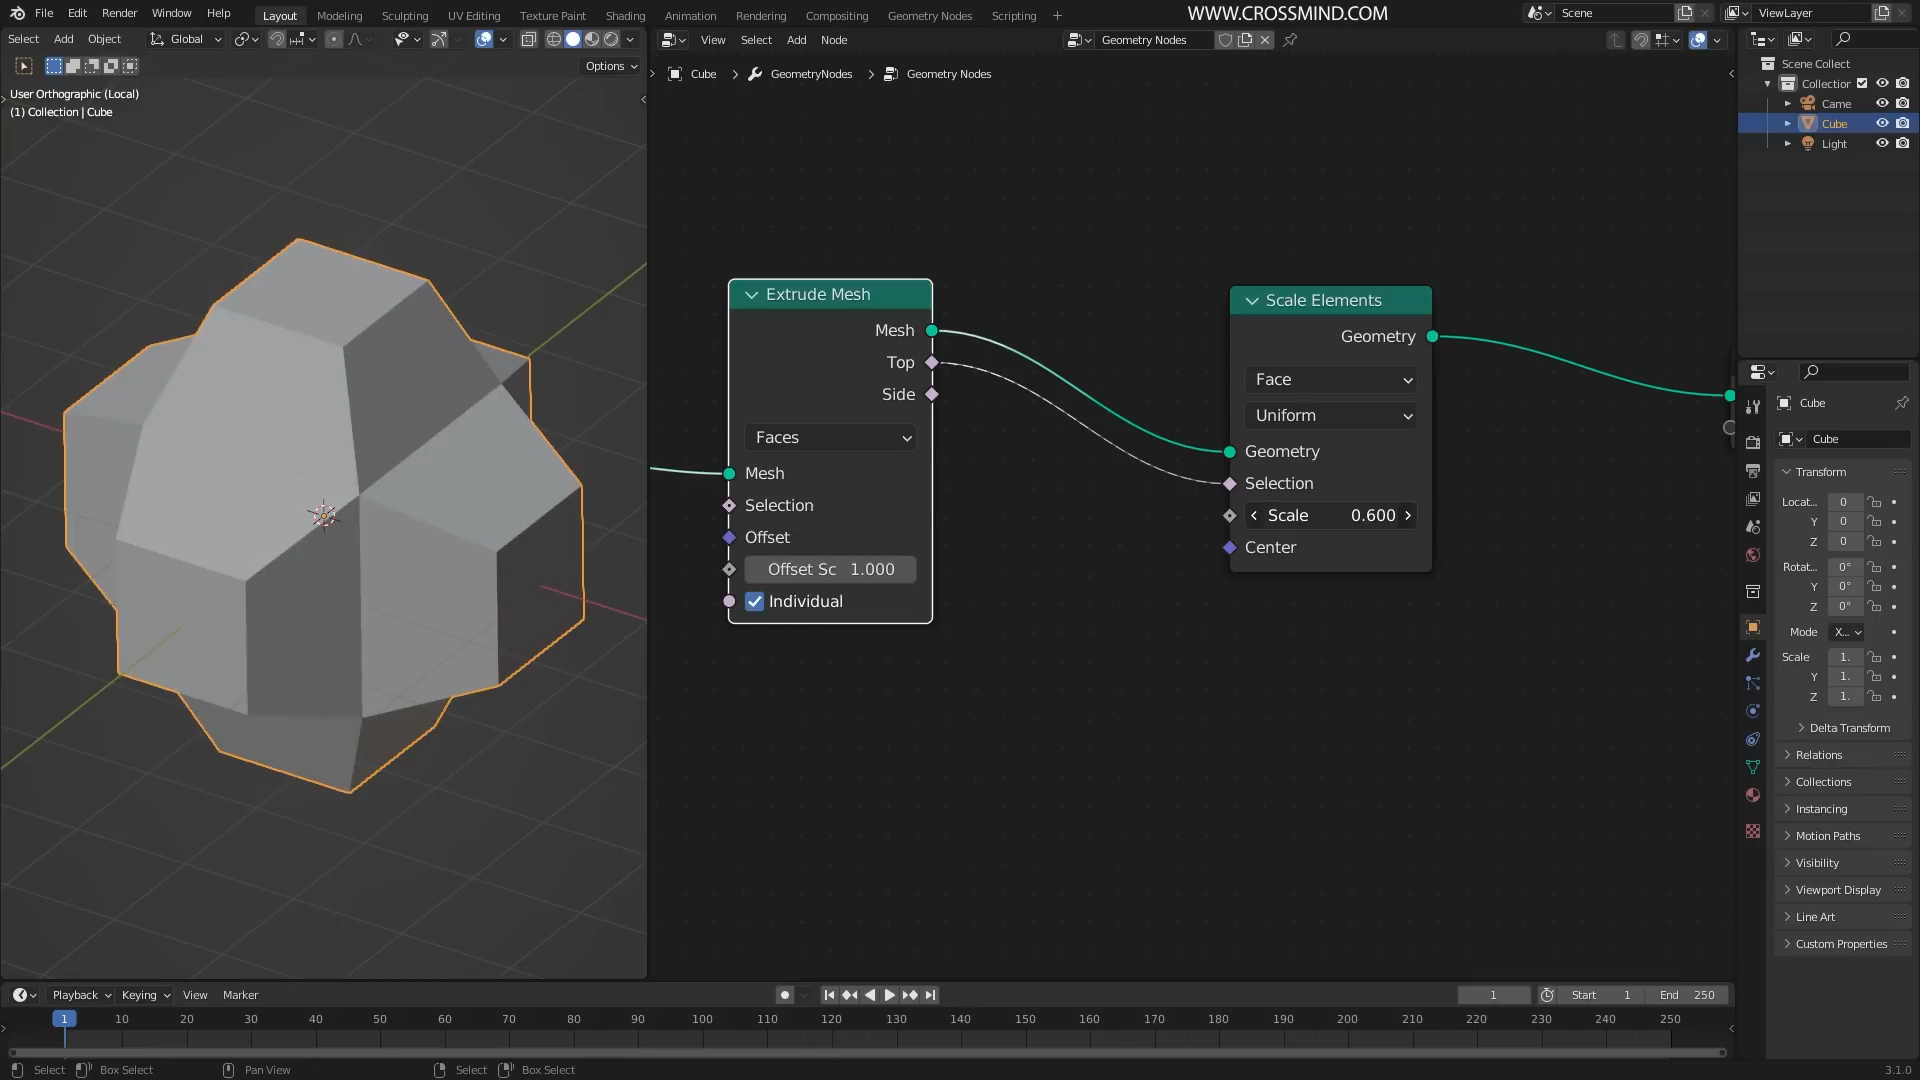 File Edit Render Window Help Layout Modeling Sculpting UV Editing Texture Paint Shading Animation Rendering Compositing Geometry Nodes Scripting + WWW.CROSSMIND.COM Scene ViewLayer
Select Add Object Global View Select Add Node Geometry Nodes
Options
Cube GeometryNodes Geometry Nodes
User Orthographic (Local)
(1) Collection | Cube
Extrude Mesh
Mesh
Top
Side
Faces
Mesh
Selection
Offset
Offset Sc 1.000
Individual
Scale Elements
Geometry
Face
Uniform
Geometry
Selection
Scale 0.600
Center
Scene Collect
Collection
Came
Cube
Light
Cube
Cube
Transform
Locat... 0
Y 0
Z 0
Rotat... 0°
Y 0°
Z 0°
Mode X...
Scale 1.
Y 1.
Z 1.
Delta Transform
Relations
Collections
Instancing
Motion Paths
Visibility
Viewport Display
Line Art
Custom Properties
Playback Keying View Marker 1 Start 1 End 250
1 10 20 30 40 50 60 70 80 90 100 110 120 130 140 150 160 170 180 190 200 210 220 230 240 250
Select Box Select Pan View Select Box Select 3.1.0